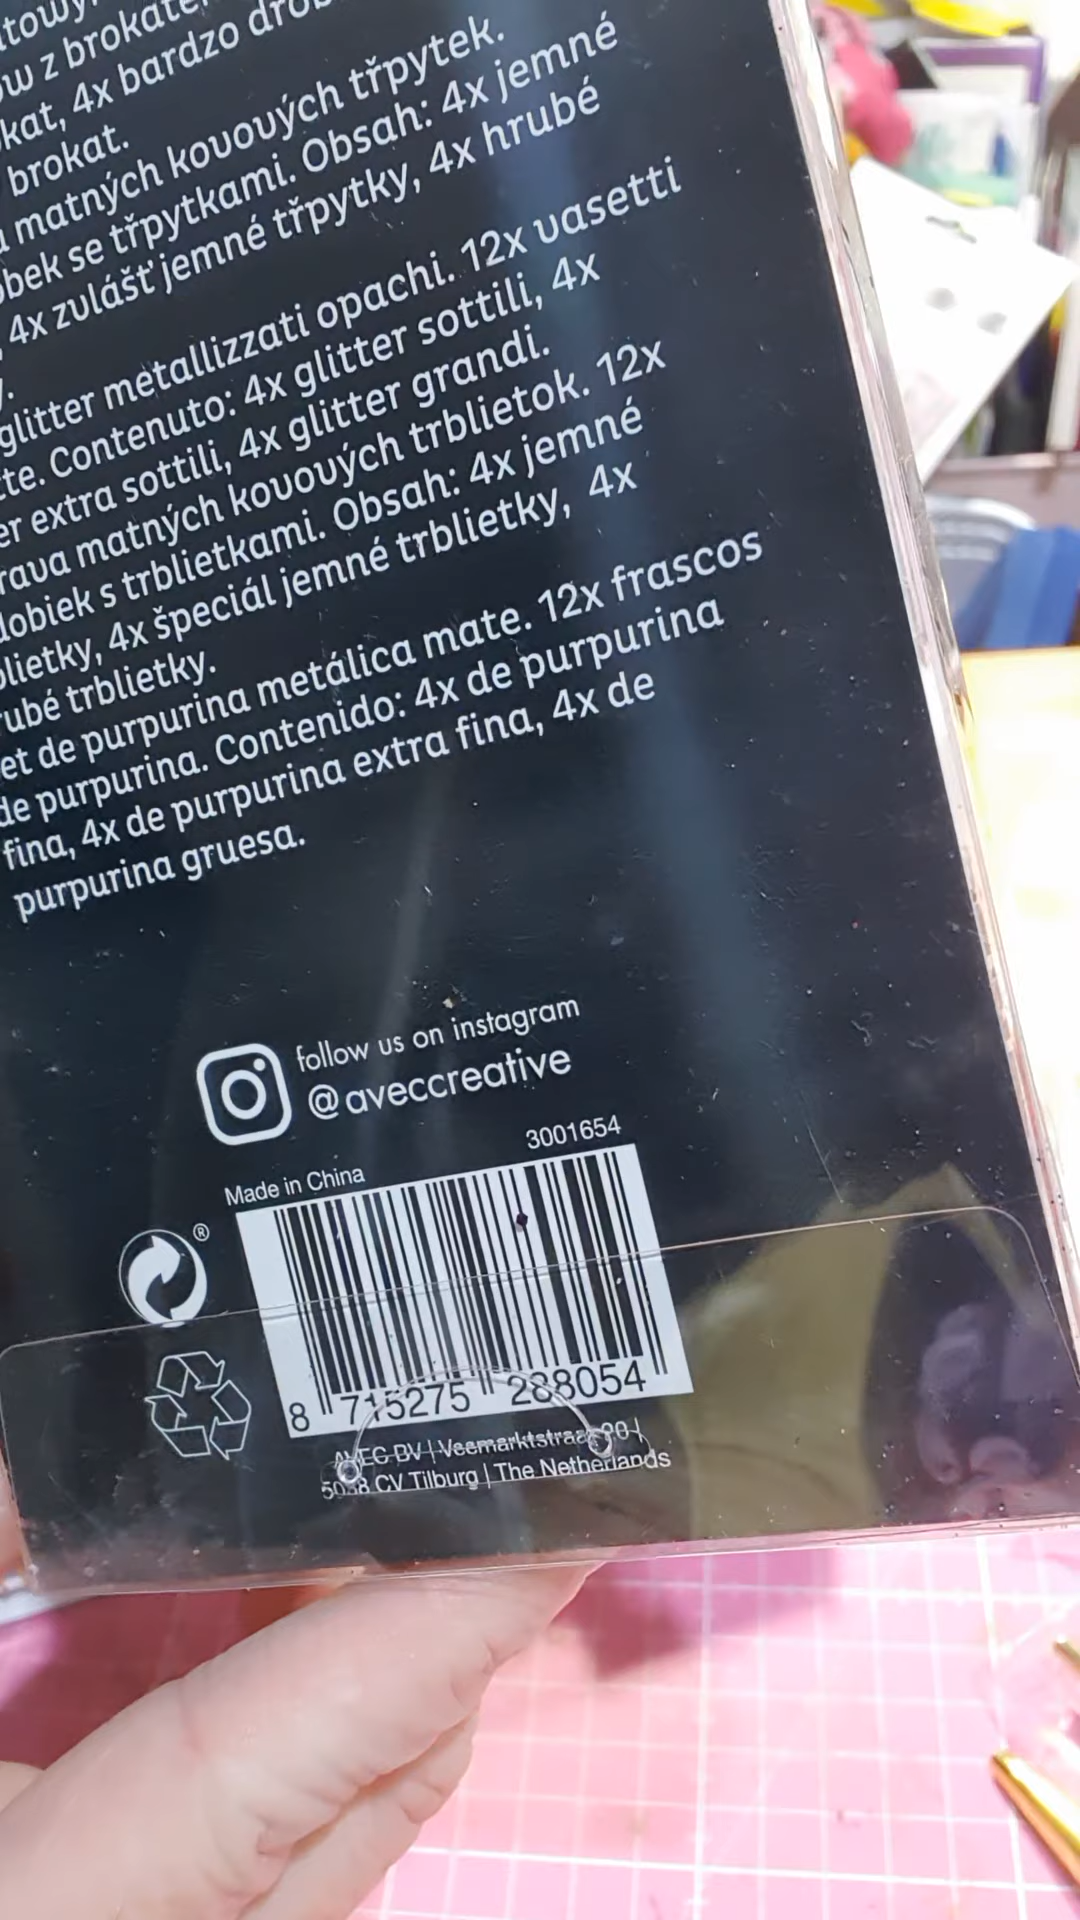 w z brokate
kat, 4x bardzo
brokat.
matných kovových třpytek.
bek se třpytkami. Obsah: 4x jemné
4x zvlášť jemné třpytky, 4x hrubé
glitter metallizzati opachi. 12x vasetti
te. Contenuto: 4x glitter sottili, 4x
er extra sottili, 4x glitter grandi.
rava matných kovových trblietok. 12x
dobiek s trblietkami. Obsah: 4x jemné
blietky, 4x špeciál jemné trblietky, 4x
rubé trblietky.
et de purpurina metálica mate. 12x frascos
de purpurina. Contenido: 4x de purpurina
fina, 4x de purpurina extra fina, 4x de
purpurina gruesa.
follow us on instagram
@aveccreative
3001654
Made in China
®
8 715275 288054
AVEC BV | Veemarktstraat |
5038 CV Tilburg | The Netherlands